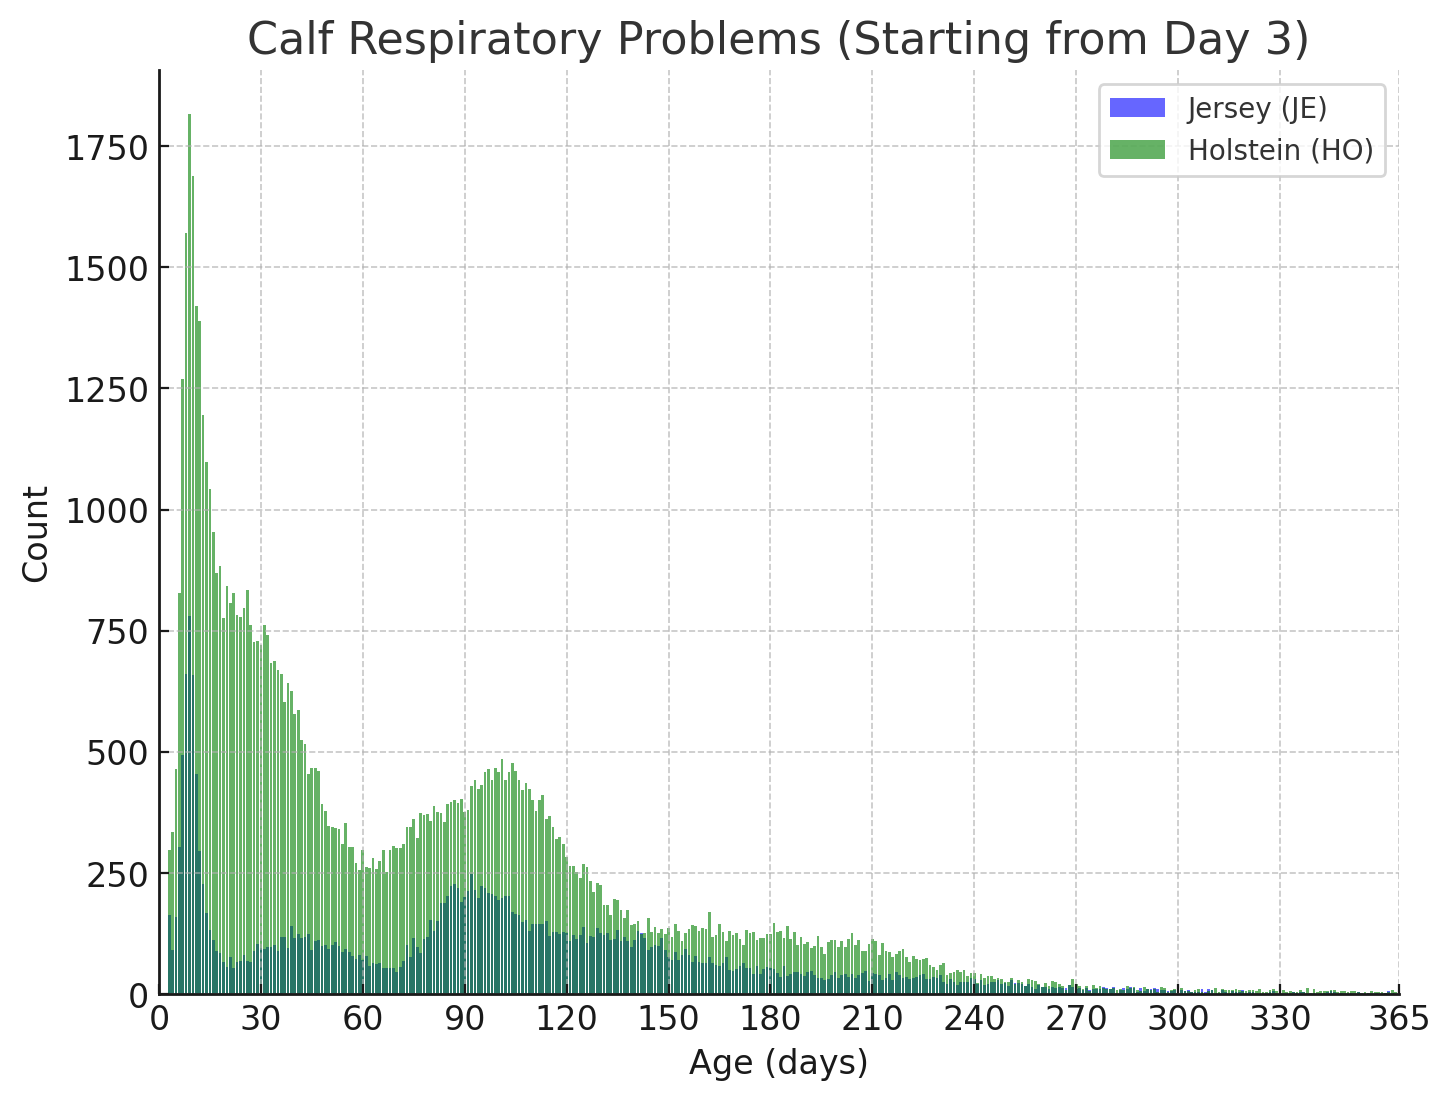 Calf Respiratory Problems (Starting from Day 3)
Jersey (JE)
Holstein (HO)
1750
1500
1250
1000
750
500
250
0
Count
0 30 60 90 120 150 180 210 240 270 300 330 365
Age (days)